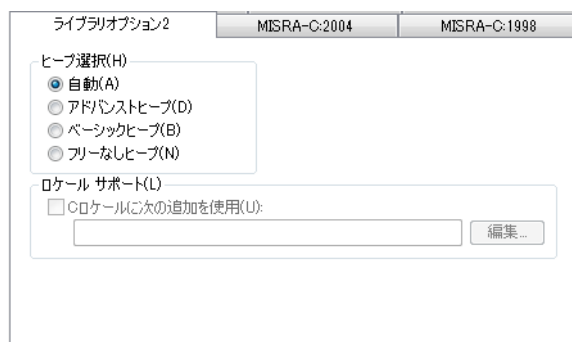 ライブラリオプション2 MISRA-C:2004 MISRA-C:1998
ヒープ選択(H)
自動(A)
アドバンストヒープ(D)
ベーシックヒープ(B)
フリーなしヒープ(N)
ロケール サポート(L)
Cロケールに次の追加を使用(U):
編集...